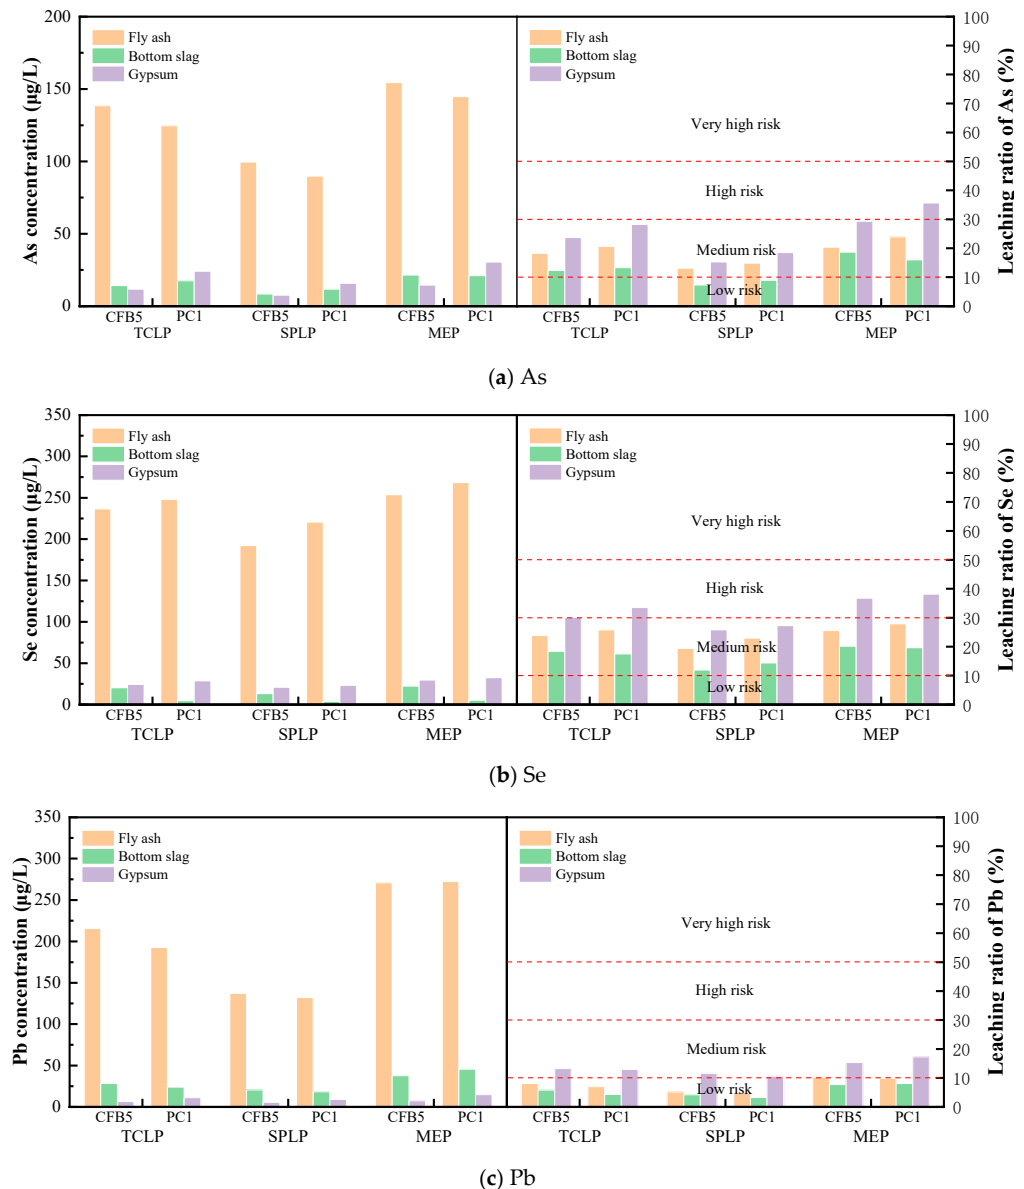 As concentration (μg/L)
200
150
100
50
0
Fly ash
Bottom slag
Gypsum
CFB5 PC1 CFB5 PC1 CFB5 PC1
TCLP SPLP MEP
Fly ash
Bottom slag
Gypsum
Very high risk
High risk
Medium risk
Low risk
CFB5 PC1 CFB5 PC1 CFB5 PC1
TCLP SPLP MEP
100
90
80
70
60
50
40
30
20
10
0
Leaching ratio of As (%)
(a) As
Se concentration (μg/L)
350
300
250
200
150
100
50
0
Fly ash
Bottom slag
Gypsum
CFB5 PC1 CFB5 PC1 CFB5 PC1
TCLP SPLP MEP
Fly ash
Bottom slag
Gypsum
Very high risk
High risk
Medium risk
Low risk
CFB5 PC1 CFB5 PC1 CFB5 PC1
TCLP SPLP MEP
100
90
80
70
60
50
40
30
20
10
0
Leaching ratio of Se (%)
(b) Se
Pb concentration (μg/L)
350
300
250
200
150
100
50
0
Fly ash
Bottom slag
Gypsum
CFB5 PC1 CFB5 PC1 CFB5 PC1
TCLP SPLP MEP
Fly ash
Bottom slag
Gypsum
Very high risk
High risk
Medium risk
Low risk
CFB5 PC1 CFB5 PC1 CFB5 PC1
TCLP SPLP MEP
100
90
80
70
60
50
40
30
20
10
0
Leaching ratio of Pb (%)
(c) Pb